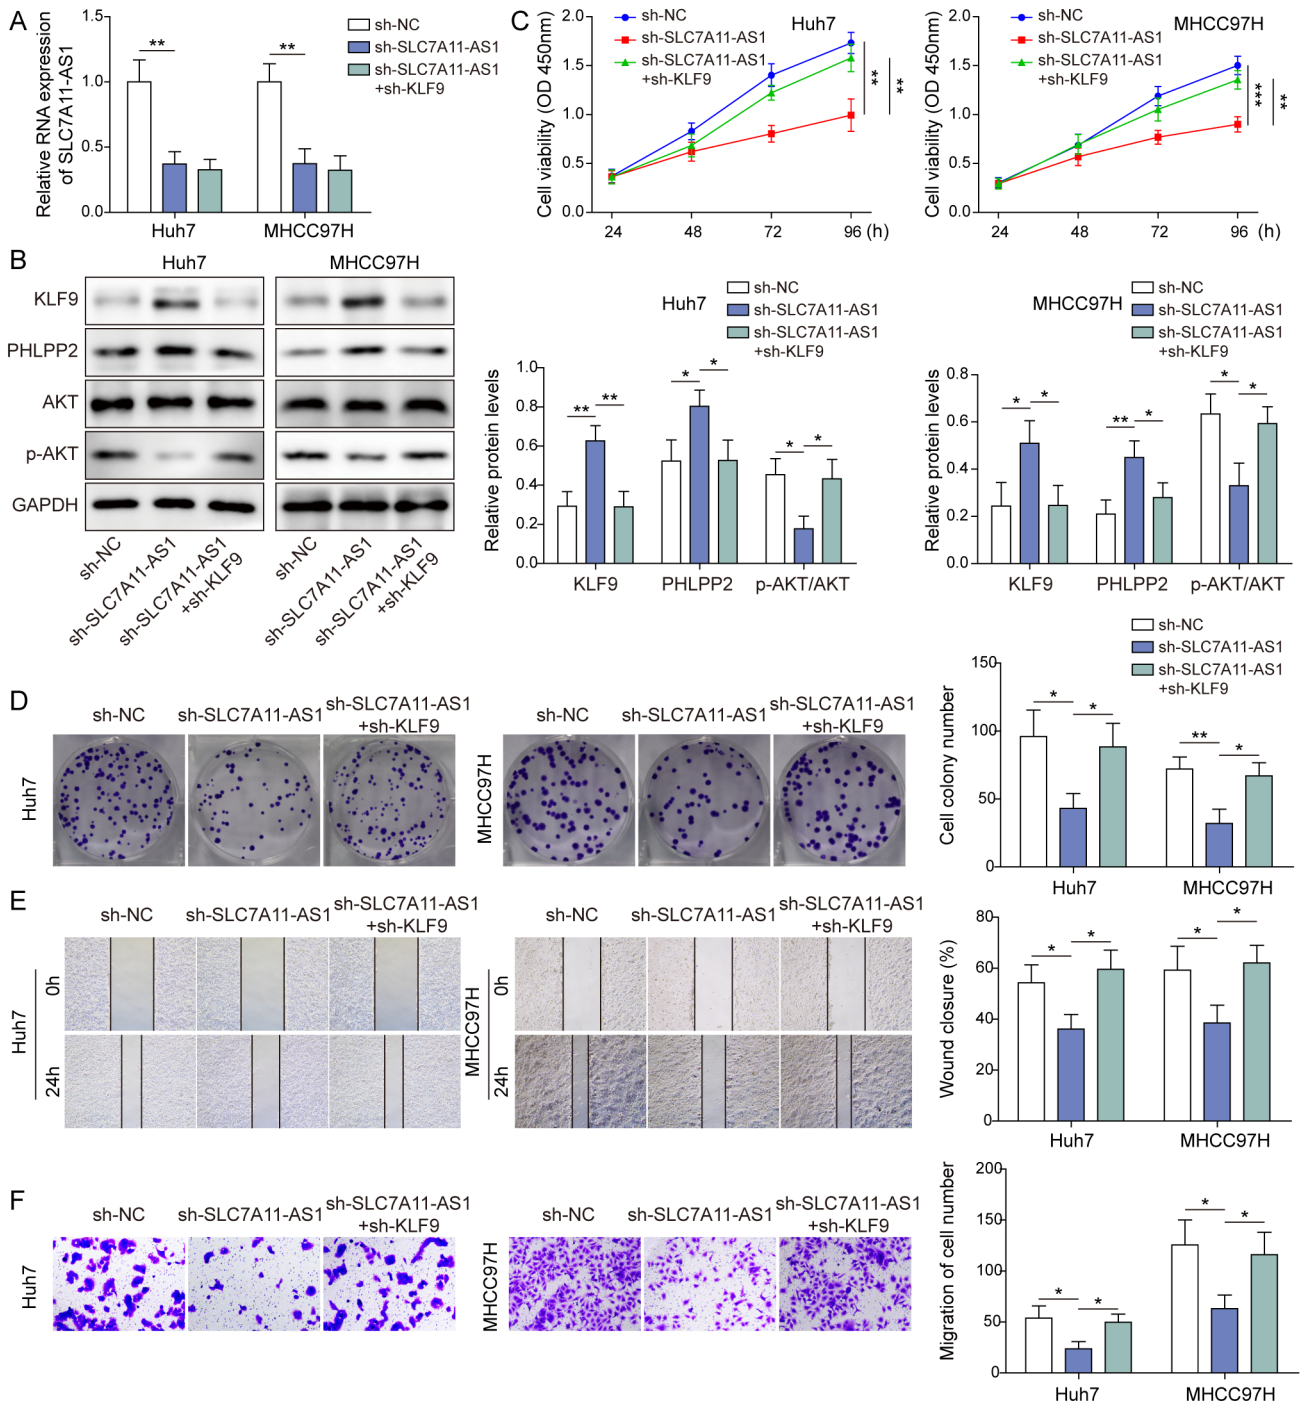 A
Relative RNA expression
of SLC7A11-AS1
1.5
1.0
0.5
0.0
**
**
sh-NC
sh-SLC7A11-AS1
sh-SLC7A11-AS1
+sh-KLF9
Huh7
MHCC97H
C
Cell viability (OD 450nm)
2.0
1.5
1.0
0.5
0.0
sh-NC
sh-SLC7A11-AS1
sh-SLC7A11-AS1
+sh-KLF9
Huh7
**
**
24
48
72
96
(h)
Cell viability (OD 450nm)
2.0
1.5
1.0
0.5
0.0
sh-NC
sh-SLC7A11-AS1
sh-SLC7A11-AS1
+sh-KLF9
MHCC97H
***
**
24
48
72
96
(h)
B
Huh7
MHCC97H
KLF9
PHLPP2
AKT
p-AKT
GAPDH
sh-NC
sh-SLC7A11-AS1
sh-SLC7A11-AS1
+sh-KLF9
sh-NC
sh-SLC7A11-AS1
sh-SLC7A11-AS1
+sh-KLF9
Huh7
sh-NC
sh-SLC7A11-AS1
sh-SLC7A11-AS1
+sh-KLF9
Relative protein levels
1.0
0.8
0.6
0.4
0.2
0.0
**
**
*
*
*
*
KLF9
PHLPP2
p-AKT/AKT
MHCC97H
sh-NC
sh-SLC7A11-AS1
sh-SLC7A11-AS1
+sh-KLF9
Relative protein levels
0.8
0.6
0.4
0.2
0.0
*
*
**
*
*
*
KLF9
PHLPP2
p-AKT/AKT
D
sh-NC
sh-SLC7A11-AS1
sh-SLC7A11-AS1
+sh-KLF9
Huh7
sh-NC
sh-SLC7A11-AS1
sh-SLC7A11-AS1
+sh-KLF9
MHCC97H
sh-NC
sh-SLC7A11-AS1
sh-SLC7A11-AS1
+sh-KLF9
Cell colony number
150
100
50
0
*
*
**
*
Huh7
MHCC97H
E
sh-NC
sh-SLC7A11-AS1
sh-SLC7A11-AS1
+sh-KLF9
Huh7
0h
24h
sh-NC
sh-SLC7A11-AS1
sh-SLC7A11-AS1
+sh-KLF9
MHCC97H
0h
24h
Wound closure (%)
80
60
40
20
0
*
*
*
*
Huh7
MHCC97H
F
sh-NC
sh-SLC7A11-AS1
sh-SLC7A11-AS1
+sh-KLF9
Huh7
sh-NC
sh-SLC7A11-AS1
sh-SLC7A11-AS1
+sh-KLF9
MHCC97H
Migration of cell number
200
150
100
50
0
*
*
*
*
Huh7
MHCC97H